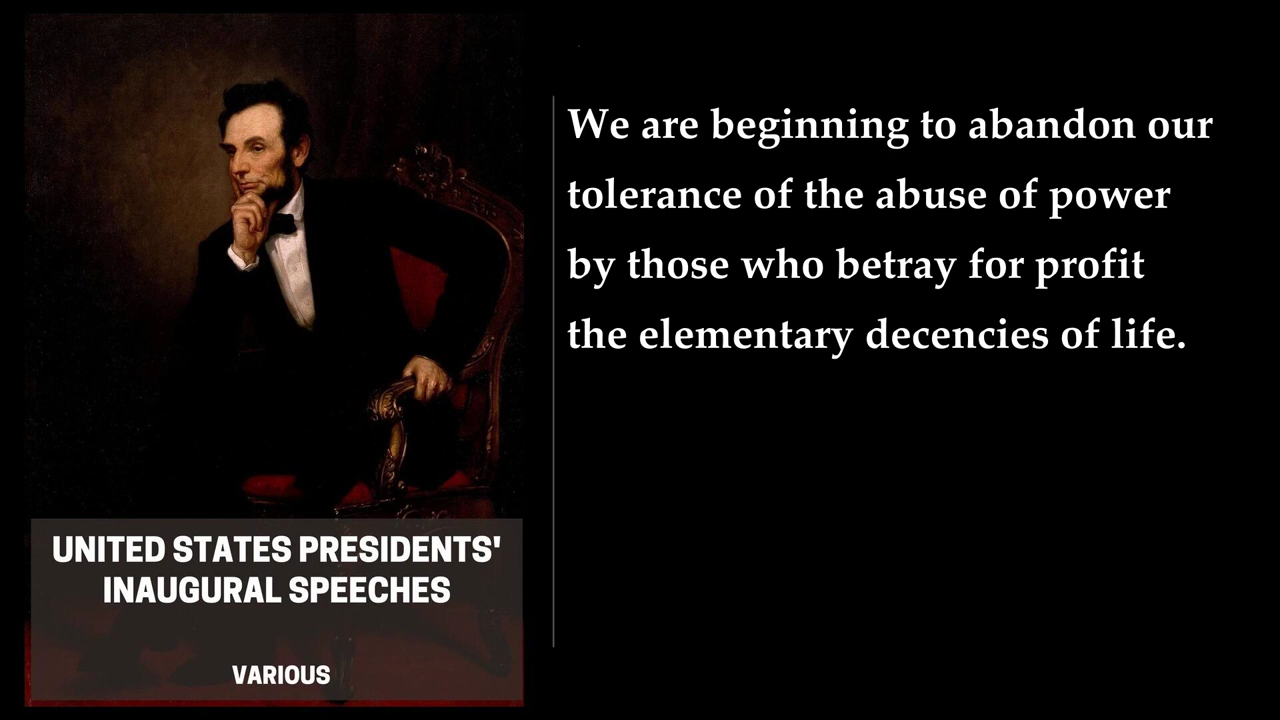 We are beginning to abandon our
tolerance of the abuse of power
by those who betray for profit
the elementary decencies of life.
UNITED STATES PRESIDENTS'
INAUGURAL SPEECHES
VARIOUS